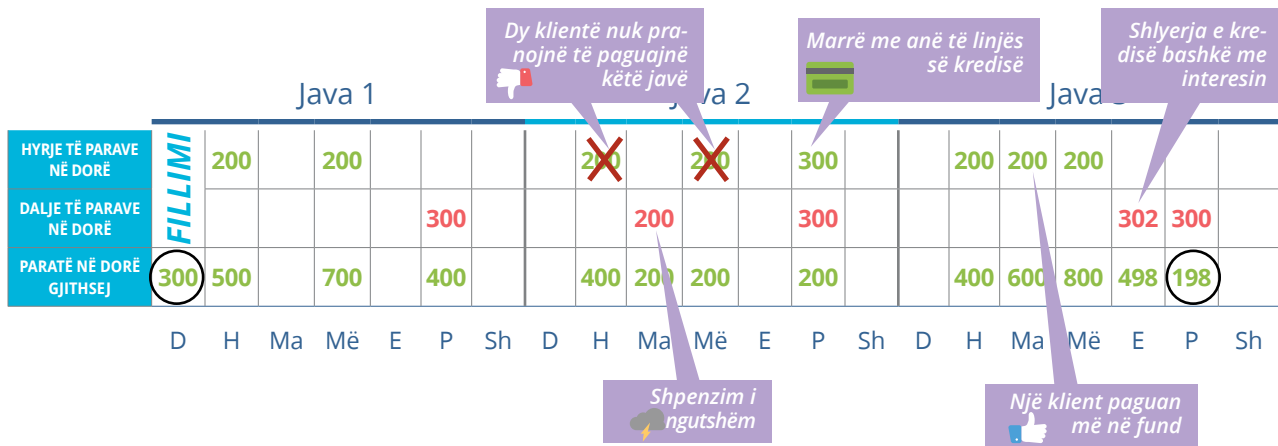 Dy klientë nuk pra-
nojnë të paguajnë
këtë javë
Marrë me anë të linjës
së kredisë
Shlyerja e kre-
disë bashkë me
interesin
Java 1
Java 2
Java 3
HYRJE TË PARAVE
NË DORË
FILLIMI
200 200 200 200 300 200 200 200
DALJE TË PARAVE
NË DORË
300 200 300 302 300
PARATË NË DORË
GJITHSEJ
300 500 700 400 400 200 200 200 400 600 800 498 198
D H Ma Më E P Sh D H Ma Më E P Sh D H Ma Më E P Sh
Shpenzim i
ngutshëm
Një klient paguan
më në fund